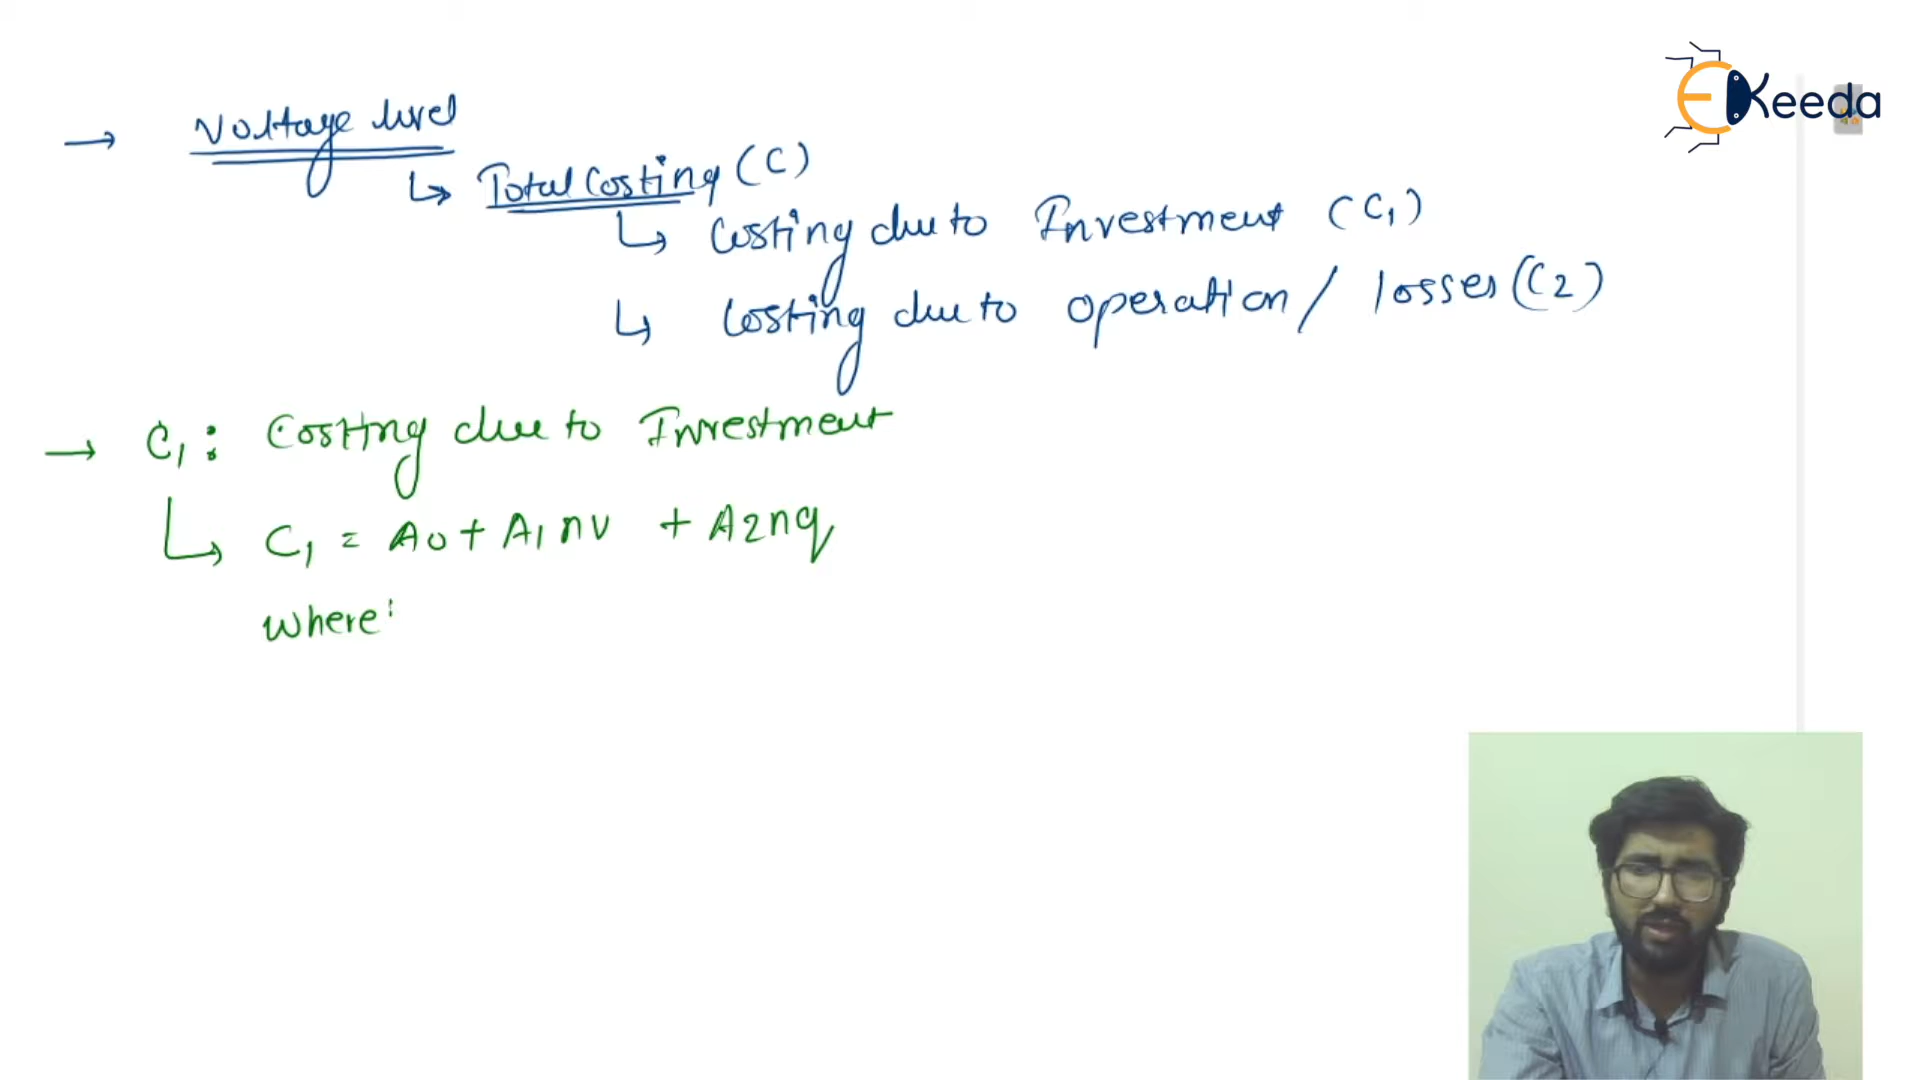 EKeeda
→ Voltage level
↳ Total Costing (C)
↳ Costing due to Investment (C₁)
↳ Costing due to operation / losses (C2)
→ C₁ : Costing due to Investment
↳ C₁ = A0 + A₁nv + A2nq
where: